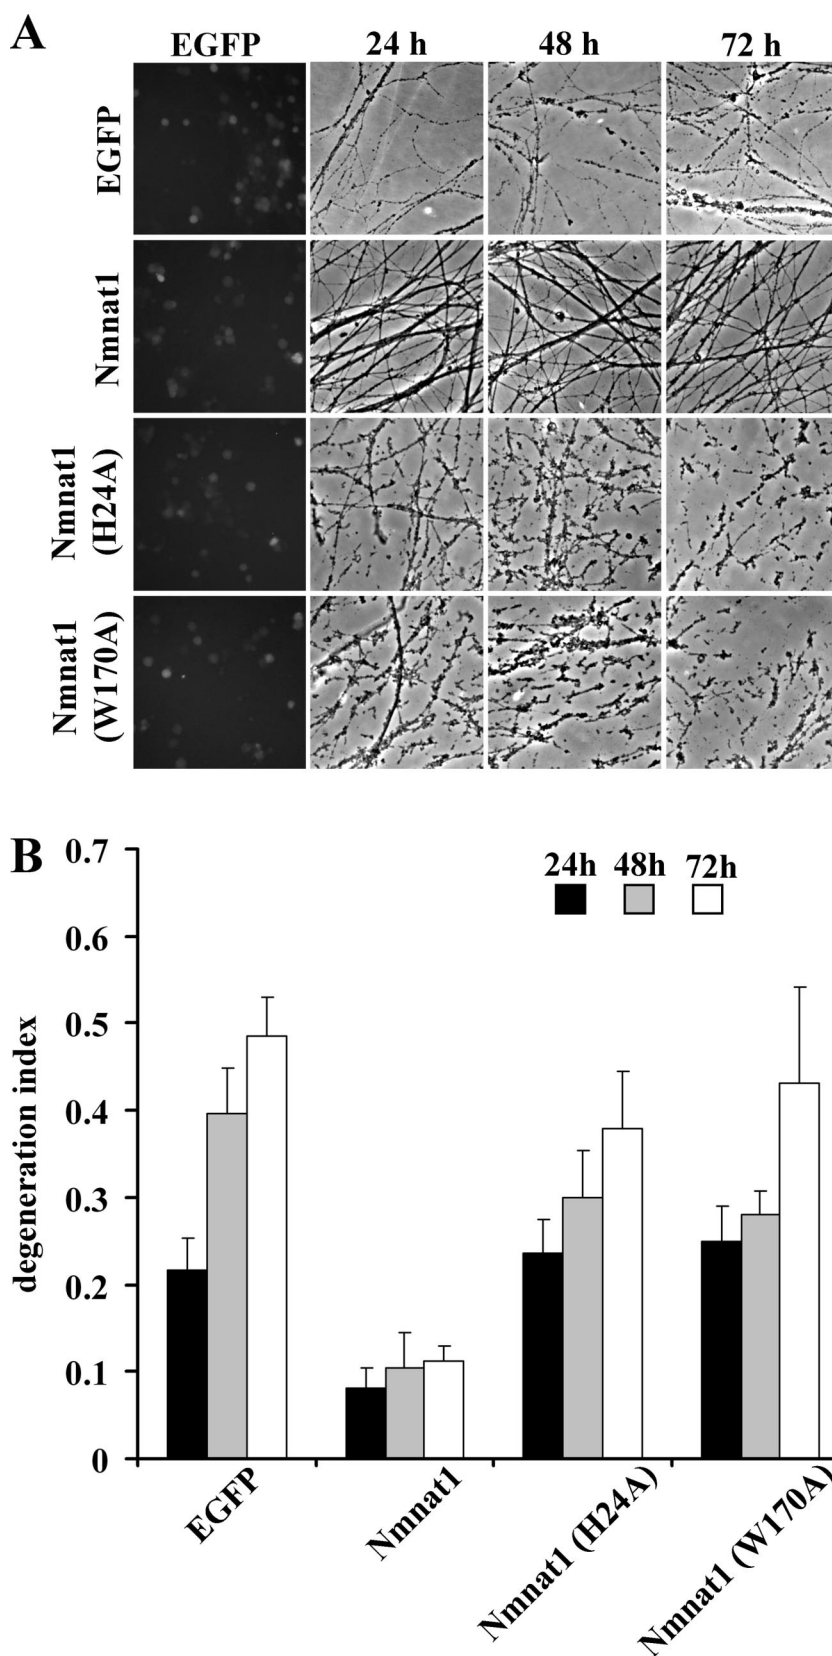 A
EGFP 24 h 48 h 72 h
EGFP
Nmnat1
Nmnat1
(H24A)
Nmnat1
(W170A)
B
24h 48h 72h
0.7
0.6
0.5
0.4
0.3
0.2
0.1
0
degeneration index
EGFP
Nmnat1
Nmnat1 (H24A)
Nmnat1 (W170A)